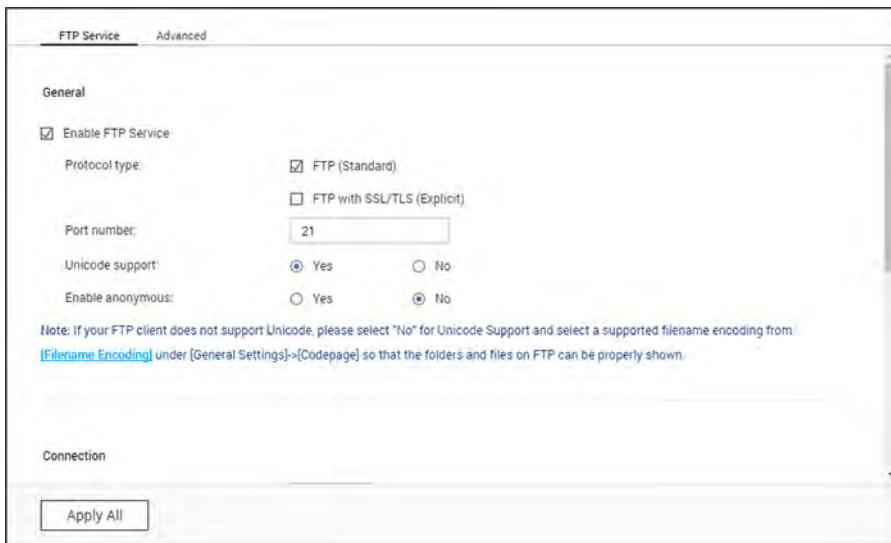 FTP Service Advanced
General
Enable FTP Service
Protocol type: FTP (Standard)
FTP with SSL/TLS (Explicit)
Port number: 21
Unicode support: Yes No
Enable anonymous: Yes No
Note: If your FTP client does not support Unicode, please select "No" for Unicode Support and select a supported filename encoding from
[Filename Encoding] under [General Settings]->[Codepage] so that the folders and files on FTP can be properly shown.
Connection
Apply All